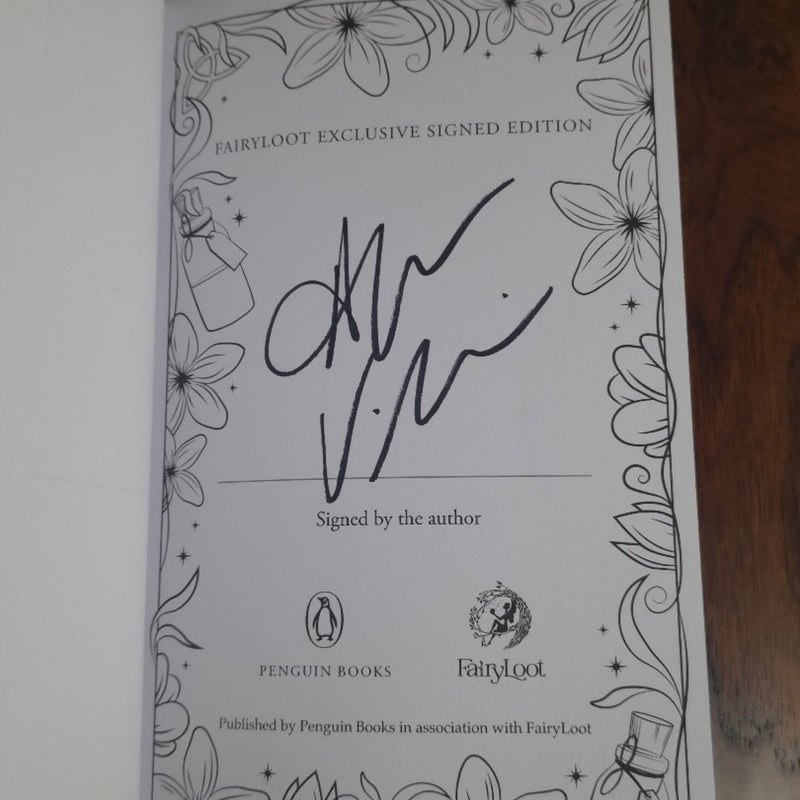 FAIRYLOOT EXCLUSIVE SIGNED EDITION
Signed by the author
PENGUIN BOOKS
FairyLoot
Published by Penguin Books in association with FairyLoot